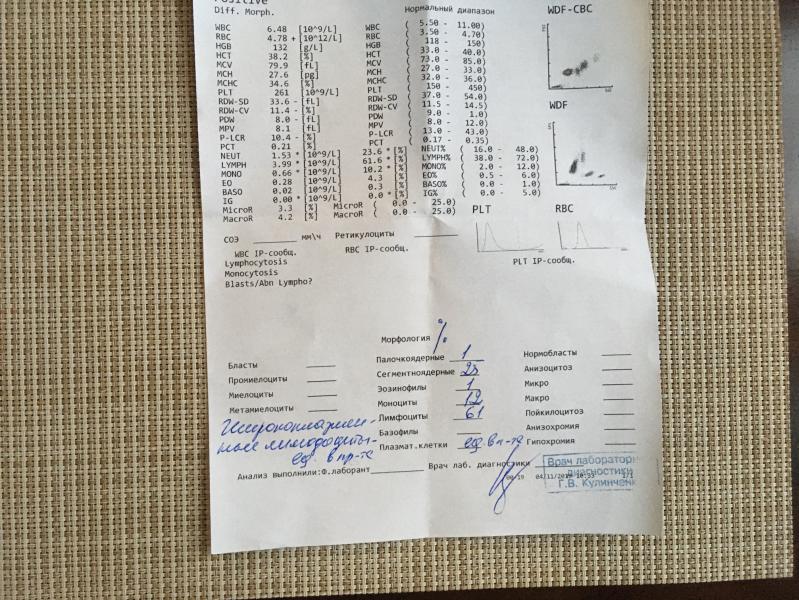 Positive
Diff. Morph. Нормальный диапазон WDF-CBC
WBC 6.48 [10^9/L] WBC ( 5.50 - 11.00)
RBC 4.78 + [10^12/L] RBC ( 3.50 - 4.70)
HGB 132 [g/L] HGB ( 118 - 150)
HCT 38.2 [%] HCT ( 33.0 - 40.0)
MCV 79.9 [fL] MCV ( 73.0 - 85.0)
MCH 27.6 [pg] MCH ( 27.0 - 33.0)
MCHC 34.6 [%] MCHC ( 32.0 - 36.0)
PLT 261 [10^9/L] PLT ( 150 - 450)
RDW-SD 33.6 - [fL] RDW-SD ( 37.0 - 54.0)
RDW-CV 11.4 - [%] RDW-CV ( 11.5 - 14.5) WDF
PDW 8.0 - [fL] PDW ( 9.0 - 1.0)
MPV 8.1 [fL] MPV ( 8.0 - 12.0)
P-LCR 10.4 - [%] P-LCR ( 13.0 - 43.0)
PCT 0.21 [%] PCT ( 0.17 - 0.35)
NEUT 1.53 * [10^9/L] 23.6 * [%] NEUT% ( 16.0 - 48.0)
LYMPH 3.99 * [10^9/L] 61.6 * [%] LYMPH% ( 38.0 - 72.0)
MONO 0.66 * [10^9/L] 10.2 * [%] MONO% ( 2.0 - 12.0)
EO 0.28 [10^9/L] 4.3 [%] EO% ( 0.5 - 6.0)
BASO 0.02 [10^9/L] 0.3 [%] BASO% ( 0.0 - 1.0)
IG 0.00 * [10^9/L] 0.0 * [%] IG% ( 0.0 - 5.0)
MicroR 3.3 [%] MicroR ( 0.0 - 25.0)
MacroR 4.2 [%] MacroR ( 0.0 - 25.0) PLT RBC
СОЭ мм\ч Ретикулоциты
WBC IP-сообщ. RBC IP-сообщ. PLT IP-сообщ.
Lymphocytosis
Monocytosis
Blasts/Abn Lympho?
Морфология %
Бласты Палочкоядерные 1 Нормобласты
Промиелоциты Сегментноядерные 23 Анизоцитоз
Миелоциты Эозинофилы 1 Микро
Метамиелоциты Моноциты 12 Макро
Лимфоциты 61 Пойкилоцитоз
Базофилы Анизохромия
Плазмат.клетки ед в п-те Гипохромия
Широкоплазмен-
ные лимфоциты-
ед. в пр-те
Анализ выполнили:Ф.лаборант Врач лаб. диагностики
Врач лаборатор
диагностики
Г.В. Кулинчен